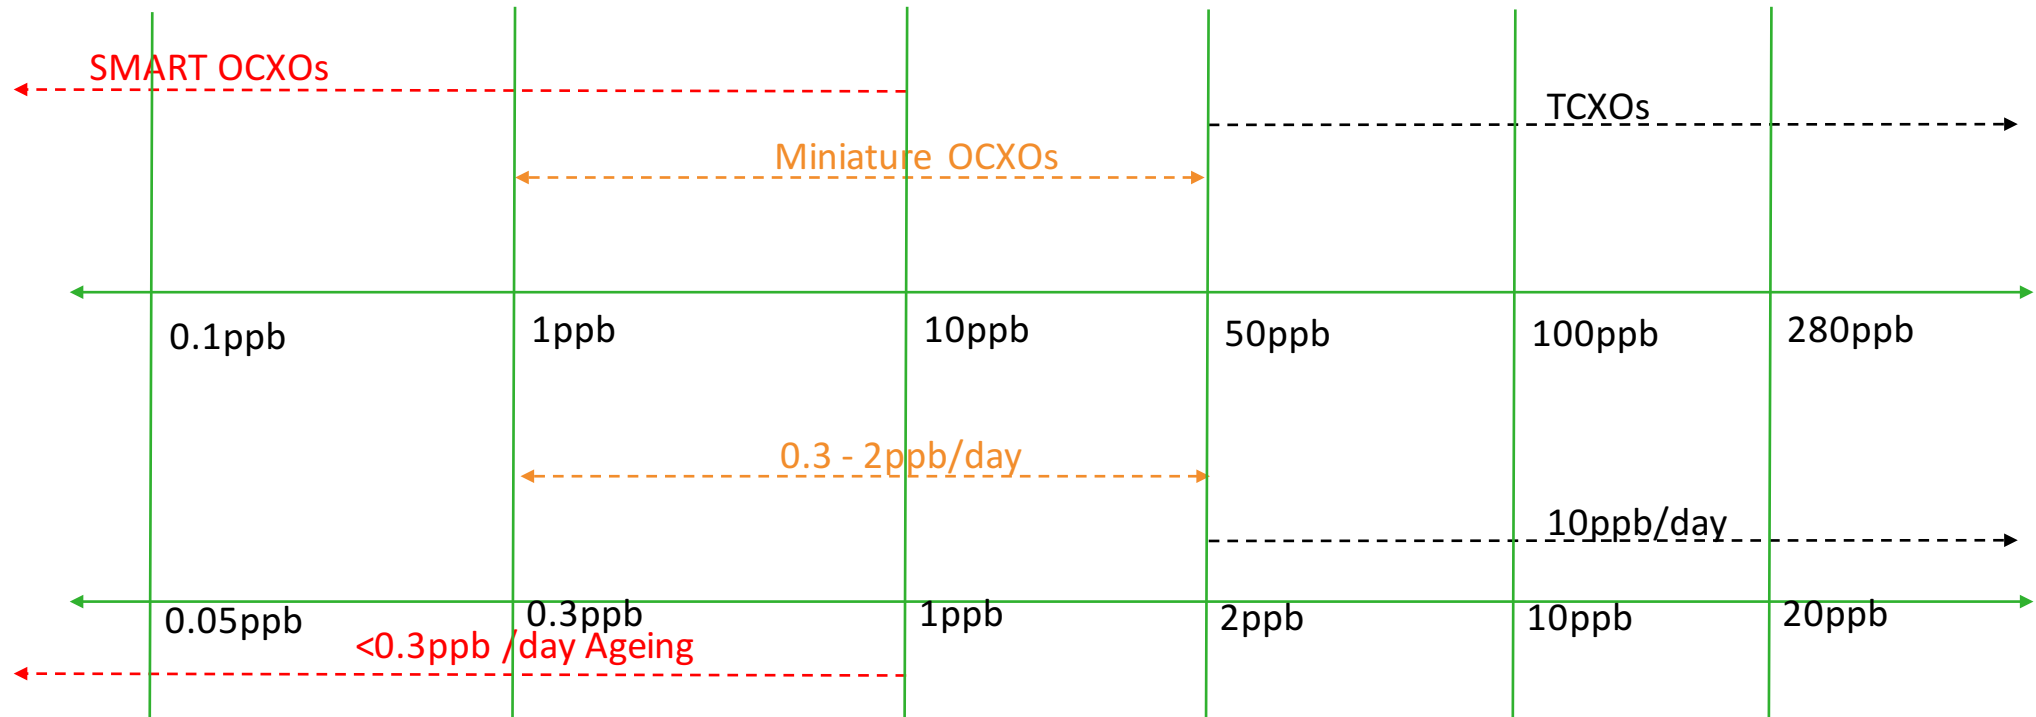 SMART OCXOs
TCXOs
Miniature OCXOs
0.1ppb
1ppb
10ppb
50ppb
100ppb
280ppb
0.3 - 2ppb/day
10ppb/day
0.05ppb
0.3ppb
1ppb
2ppb
10ppb
20ppb
<0.3ppb /day Ageing